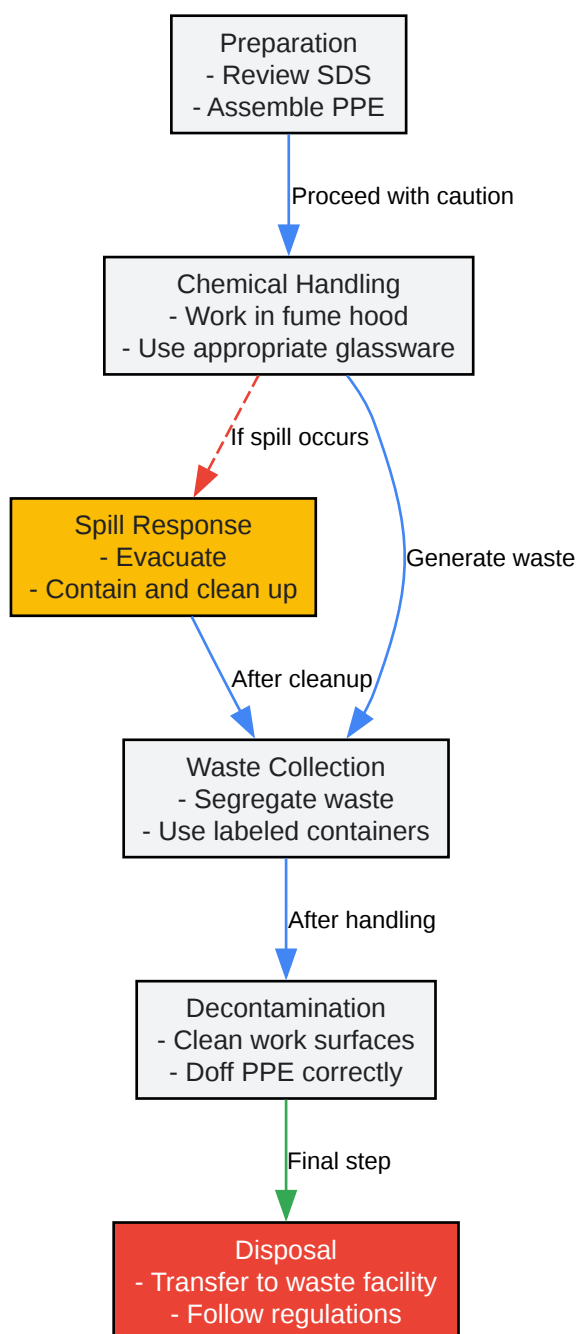 Preparation
- Review SDS
- Assemble PPE
Proceed with caution
Chemical Handling
- Work in fume hood
- Use appropriate glassware
If spill occurs
Spill Response
- Evacuate
- Contain and clean up
Generate waste
After cleanup
Waste Collection
- Segregate waste
- Use labeled containers
After handling
Decontamination
- Clean work surfaces
- Doff PPE correctly
Final step
Disposal
- Transfer to waste facility
- Follow regulations